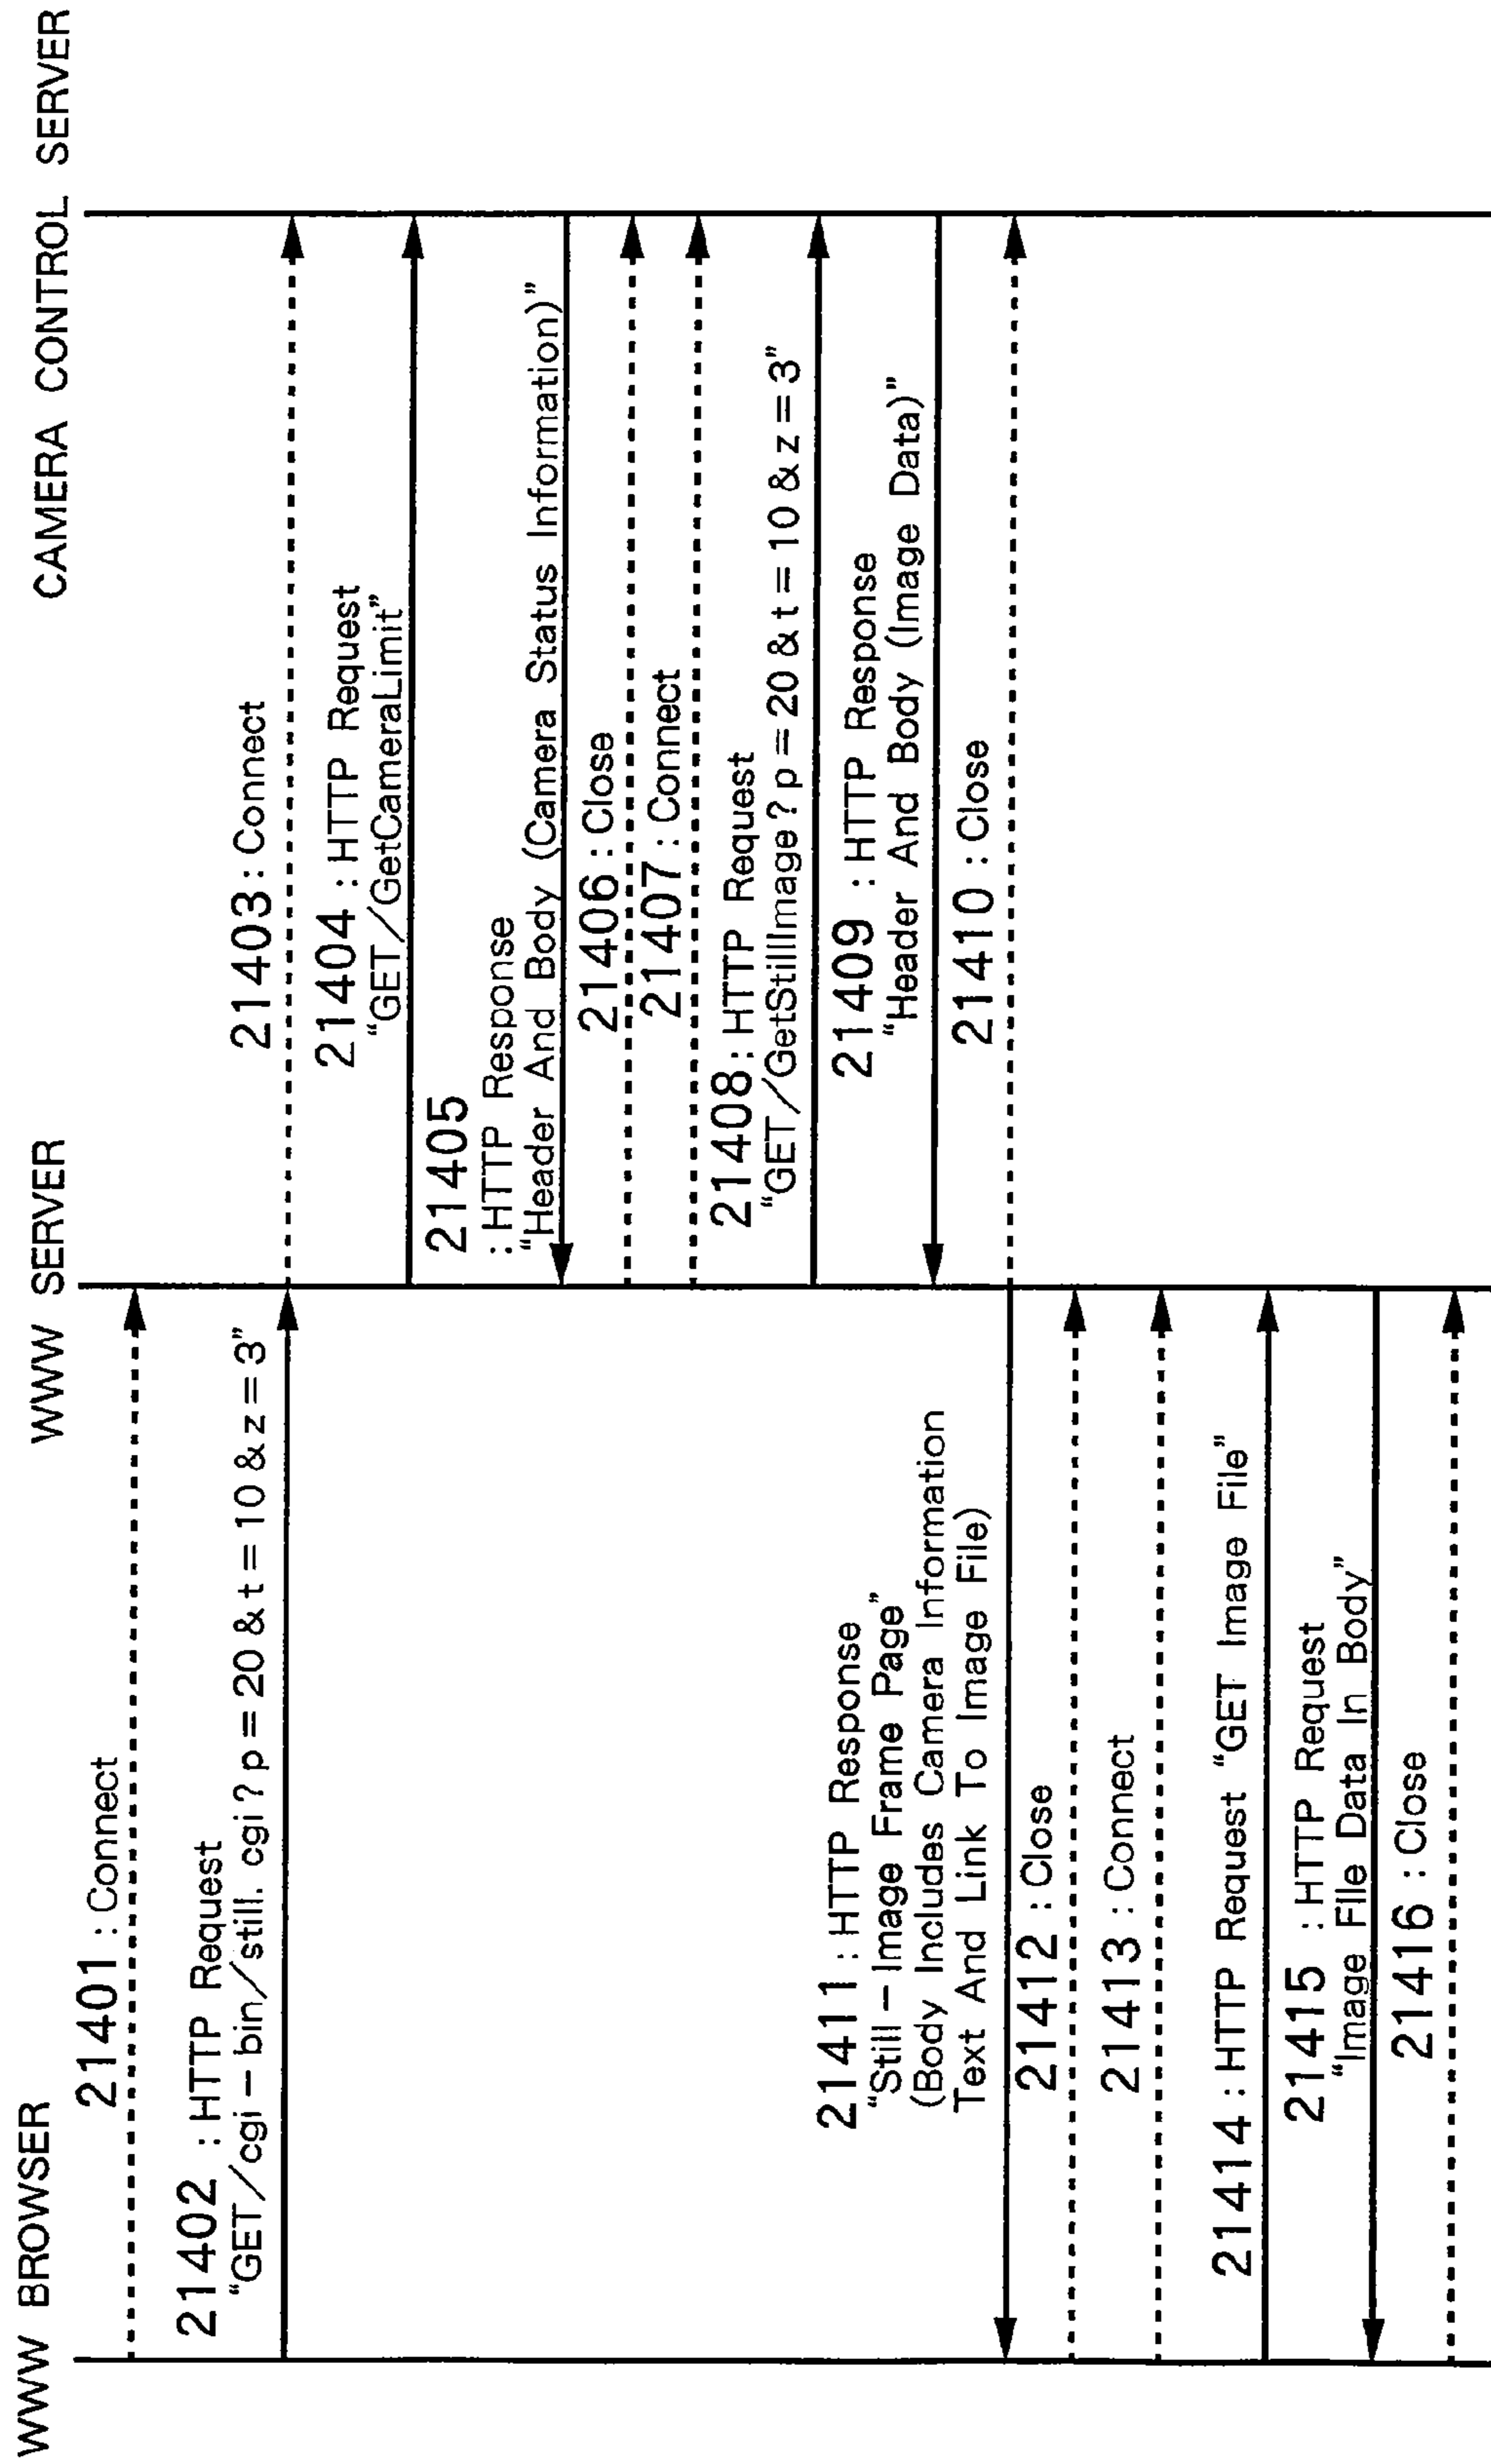 WWW BROWSER
WWW SERVER
CAMERA CONTROL SERVER
21401 : Connect
21402 : HTTP Request
“GET/cgi-bin/still. cgi?p=20&t=10&z=3”
21403 : Connect
21404 : HTTP Request
“GET/GetCameraLimit”
21405
: HTTP Response
“Header And Body (Camera Status Information)”
21406 : Close
21407 : Connect
21408 : HTTP Request
“GET/GetStillImage?p=20&t=10&z=3”
21409 : HTTP Response
“Header And Body (Image Data)”
21410 : Close
21411 : HTTP Response
“Still-Image Frame Page”
(Body Includes Camera Information
Text And Link To Image File)
21412 : Close
21413 : Connect
21414 : HTTP Request “GET Image File”
21415 : HTTP Request
“Image File Data In Body”
21416 : Close